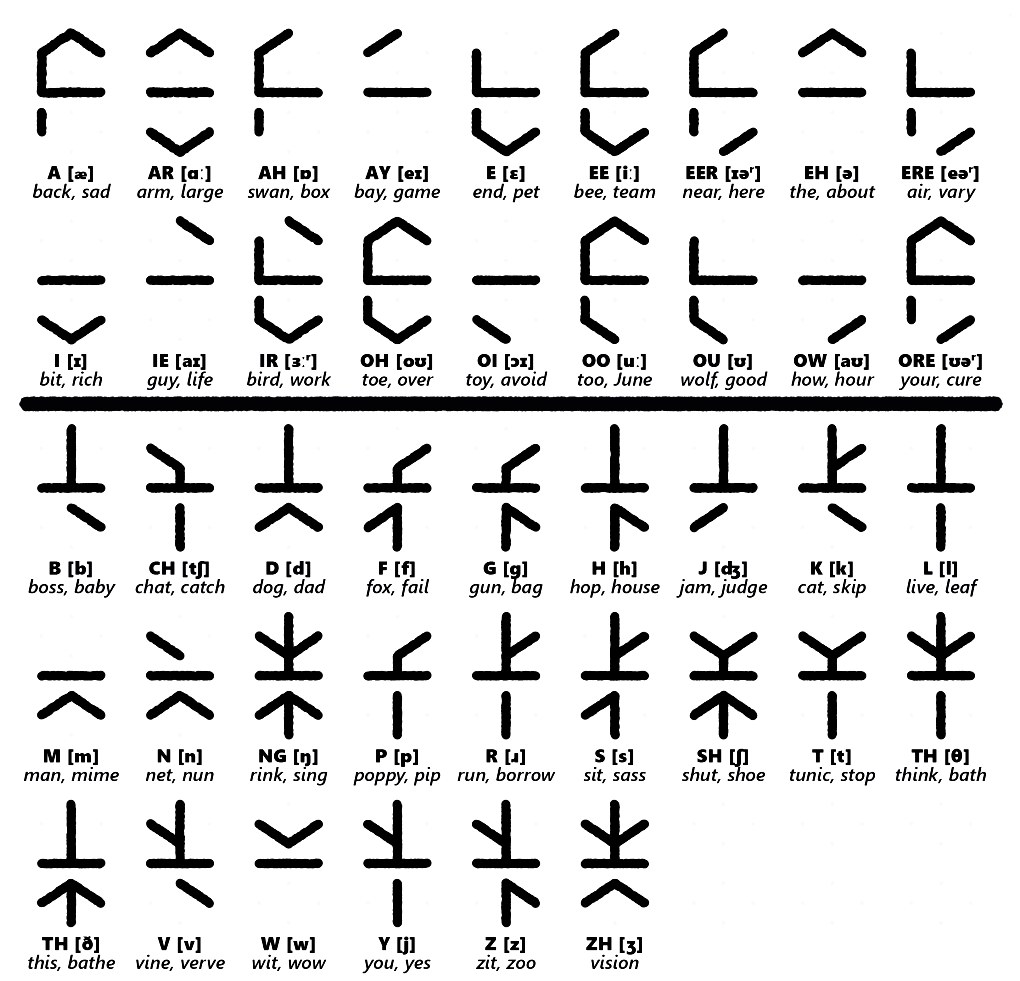 A [æ] AR [ɑː] AH [ɒ] AY [eɪ] E [ɛ] EE [iː] EER [ɪəʳ] EH [ə] ERE [eəʳ]
back, sad arm, large swan, box bay, game end, pet bee, team near, here the, about air, vary
I [ɪ] IE [aɪ] IR [ɜːʳ] OH [oʊ] OI [ɔɪ] OO [uː] OU [ʊ] OW [aʊ] ORE [ʊəʳ]
bit, rich guy, life bird, work toe, over toy, avoid too, June wolf, good how, hour your, cure
B [b] CH [tʃ] D [d] F [f] G [g] H [h] J [dʒ] K [k] L [l]
boss, baby chat, catch dog, dad fox, fail gun, bag hop, house jam, judge cat, skip live, leaf
M [m] N [n] NG [ŋ] P [p] R [ɹ] S [s] SH [ʃ] T [t] TH [θ]
man, mime net, nun rink, sing poppy, pip run, borrow sit, sass shut, shoe tunic, stop think, bath
TH [ð] V [v] W [w] Y [j] Z [z] ZH [ʒ]
this, bathe vine, verve wit, wow you, yes zit, zoo vision